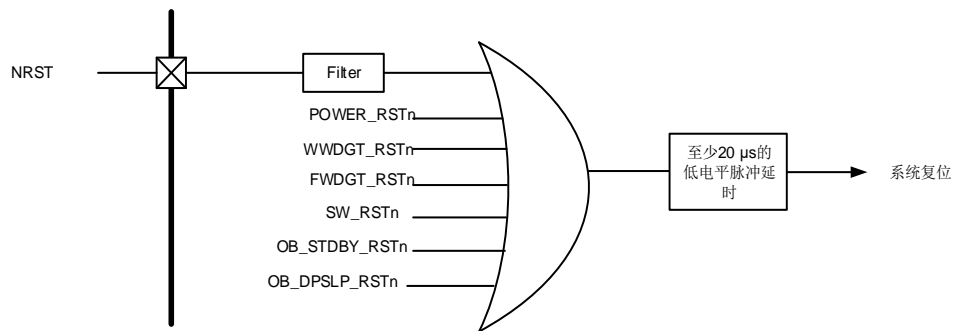 NRST
Filter
POWER_RSTn
WWDGT_RSTn
FWDGT_RSTn
SW_RSTn
OB_STDBY_RSTn
OB_DPSLP_RSTn
至少20 μs的
低电平脉冲延
时
系统复位